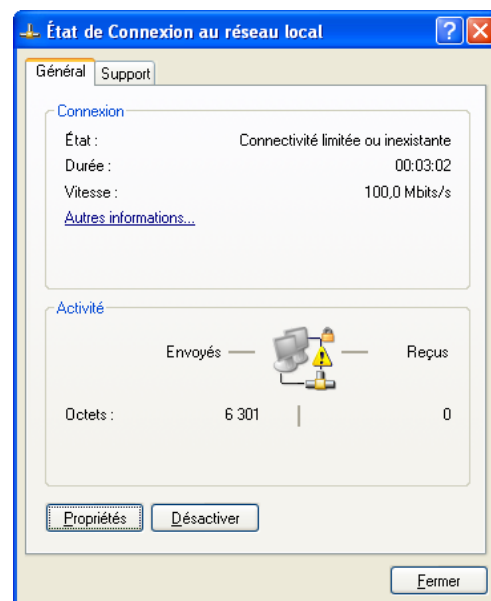 État de Connexion au réseau local
Général Support
Connexion
État : Connectivité limitée ou inexistante
Durée : 00:03:02
Vitesse : 100,0 Mbits/s
Autres informations...
Activité
Envoyés Reçus
Octets : 6 301 0
Propriétés Désactiver
Fermer